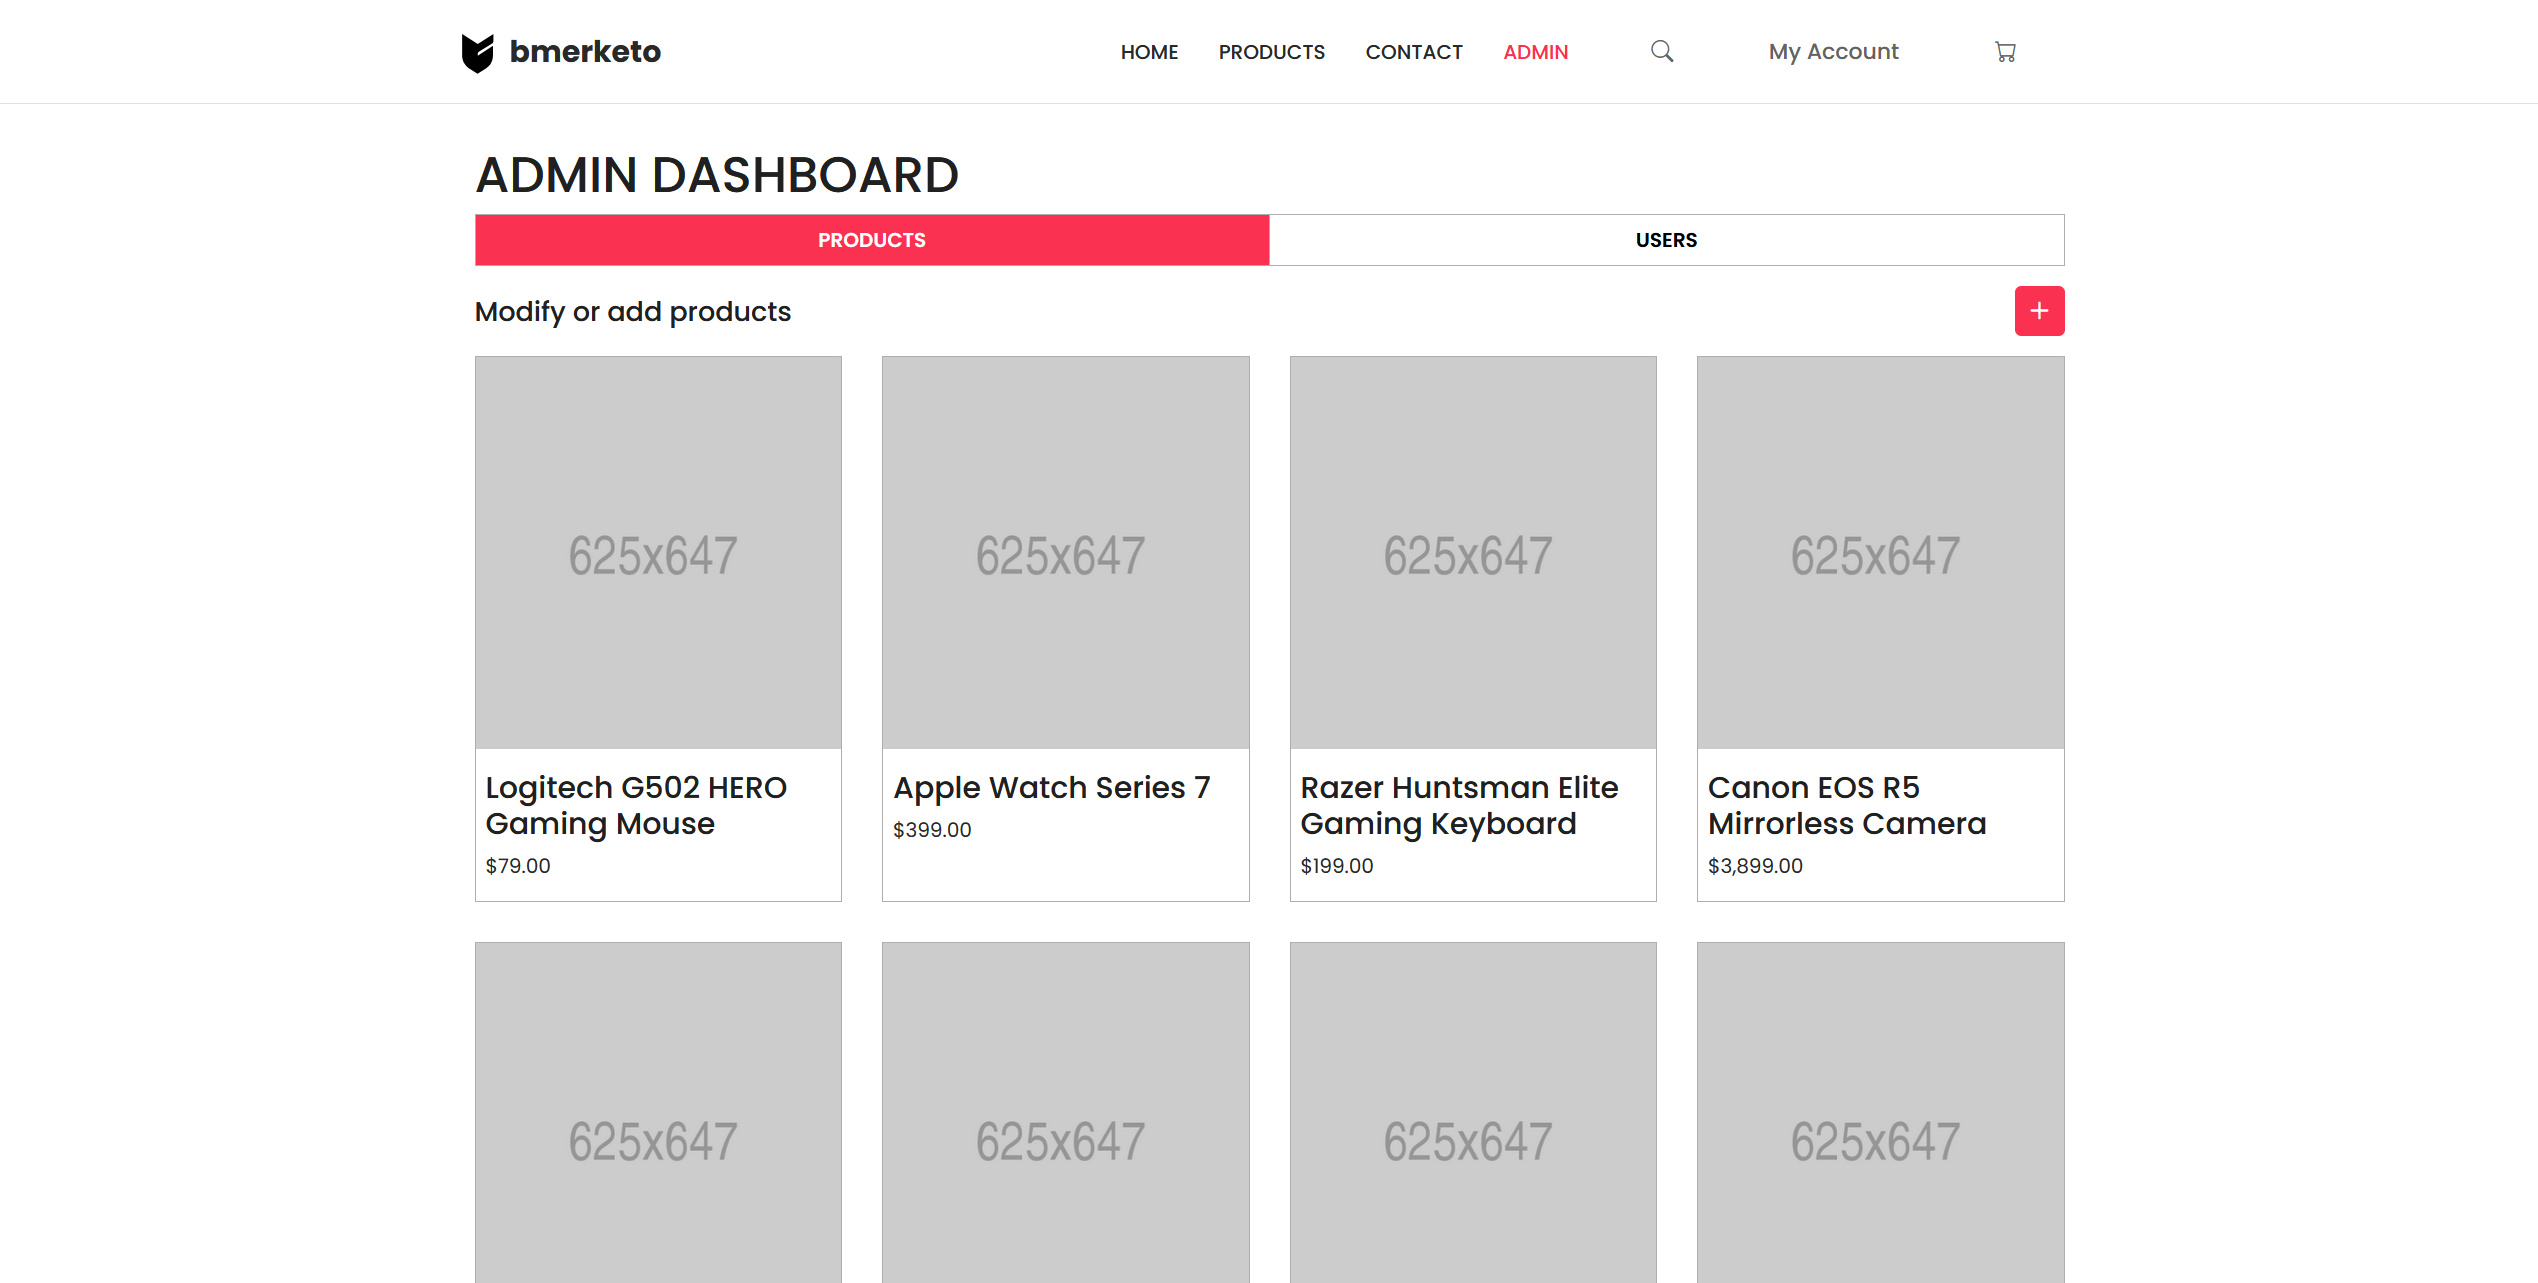 bmerketo
HOME PRODUCTS CONTACT ADMIN My Account
ADMIN DASHBOARD
PRODUCTS USERS
Modify or add products
625x647 625x647 625x647 625x647
Logitech G502 HERO
Gaming Mouse
$79.00
Apple Watch Series 7
$399.00
Razer Huntsman Elite
Gaming Keyboard
$199.00
Canon EOS R5
Mirrorless Camera
$3,899.00
625x647 625x647 625x647 625x647